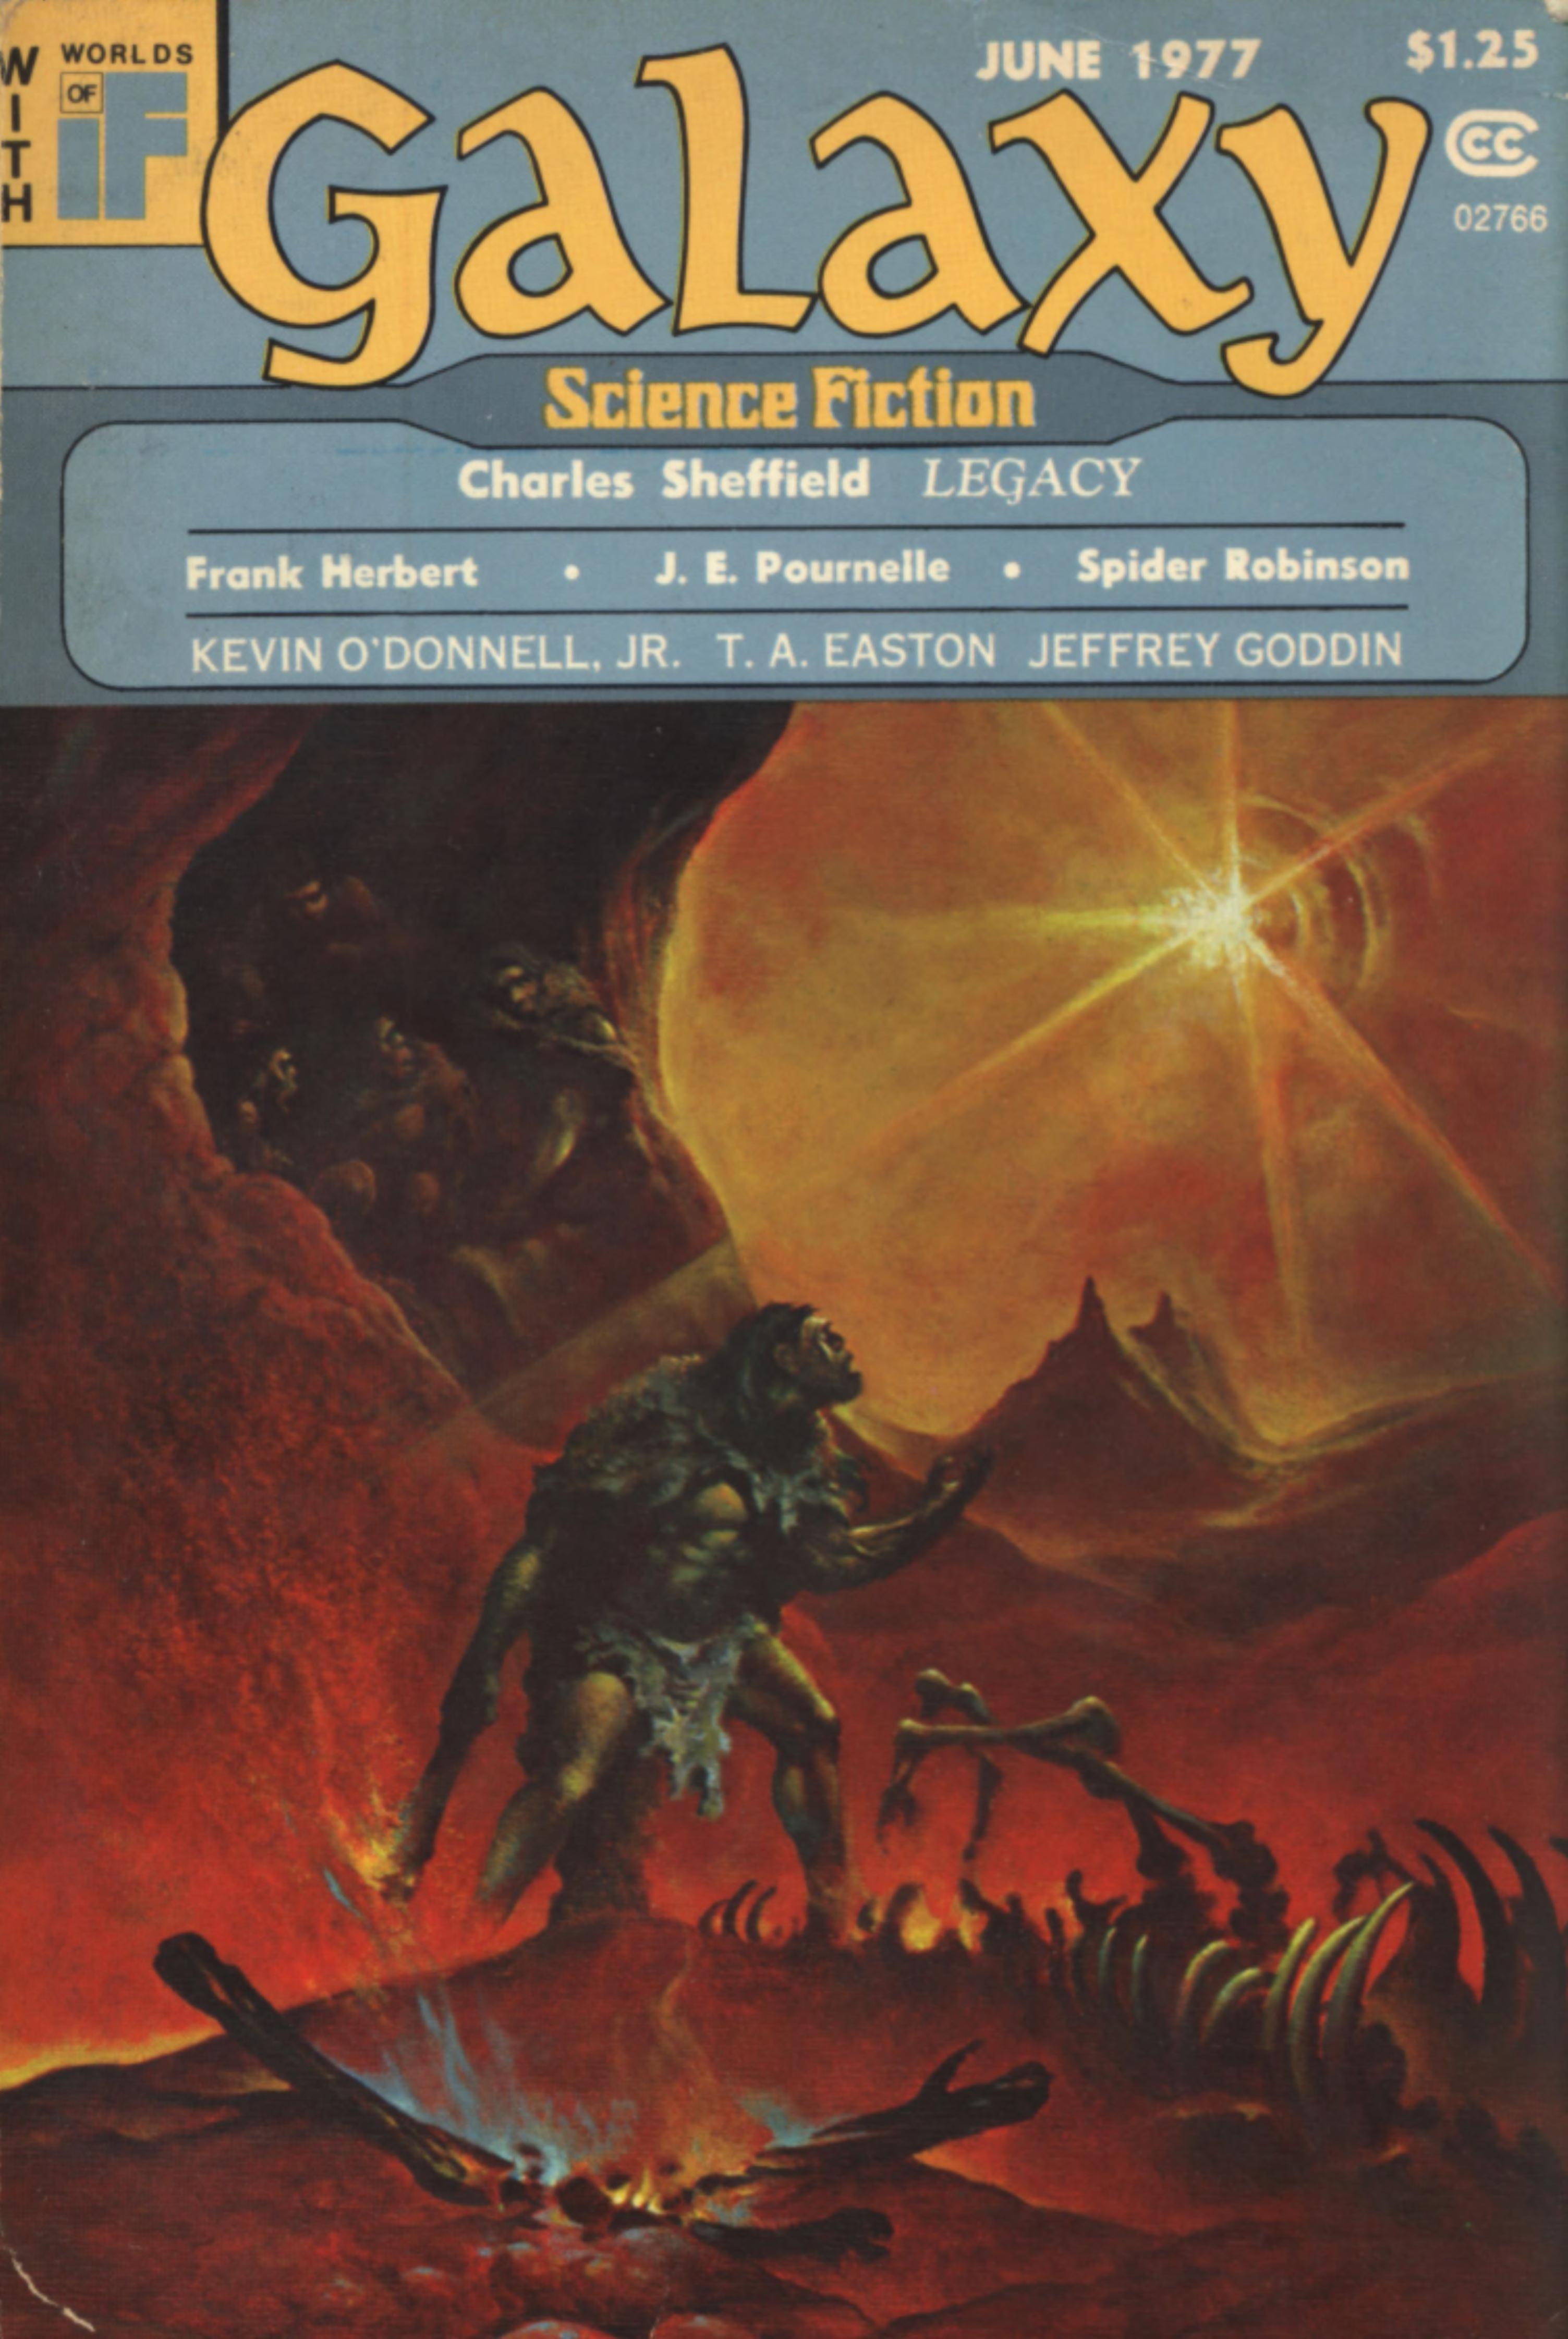 WITH
WORLDS
OF
IF
JUNE 1977
$1.25
Galaxy
CC
02766
Science Fiction
Charles Sheffield LEGACY
Frank Herbert • J. E. Pournelle • Spider Robinson
KEVIN O'DONNELL, JR. T. A. EASTON JEFFREY GODDIN